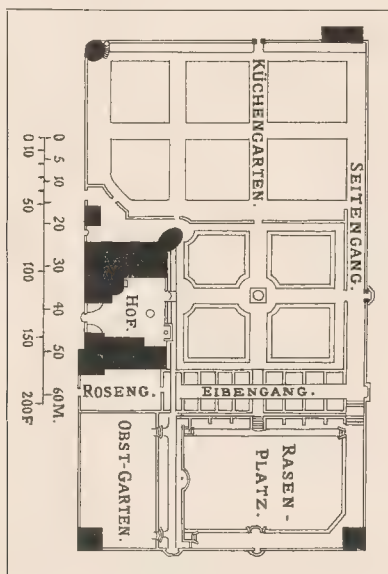 KÜCHENGARTEN.
SEITENGANG.
HOF.
ROSENG.
EIBENGANG.
OBST-GARTEN.
RASEN-
PLATZ.
0 5 10 20 30 40 50 60M.
0 10 50 100 150 200F